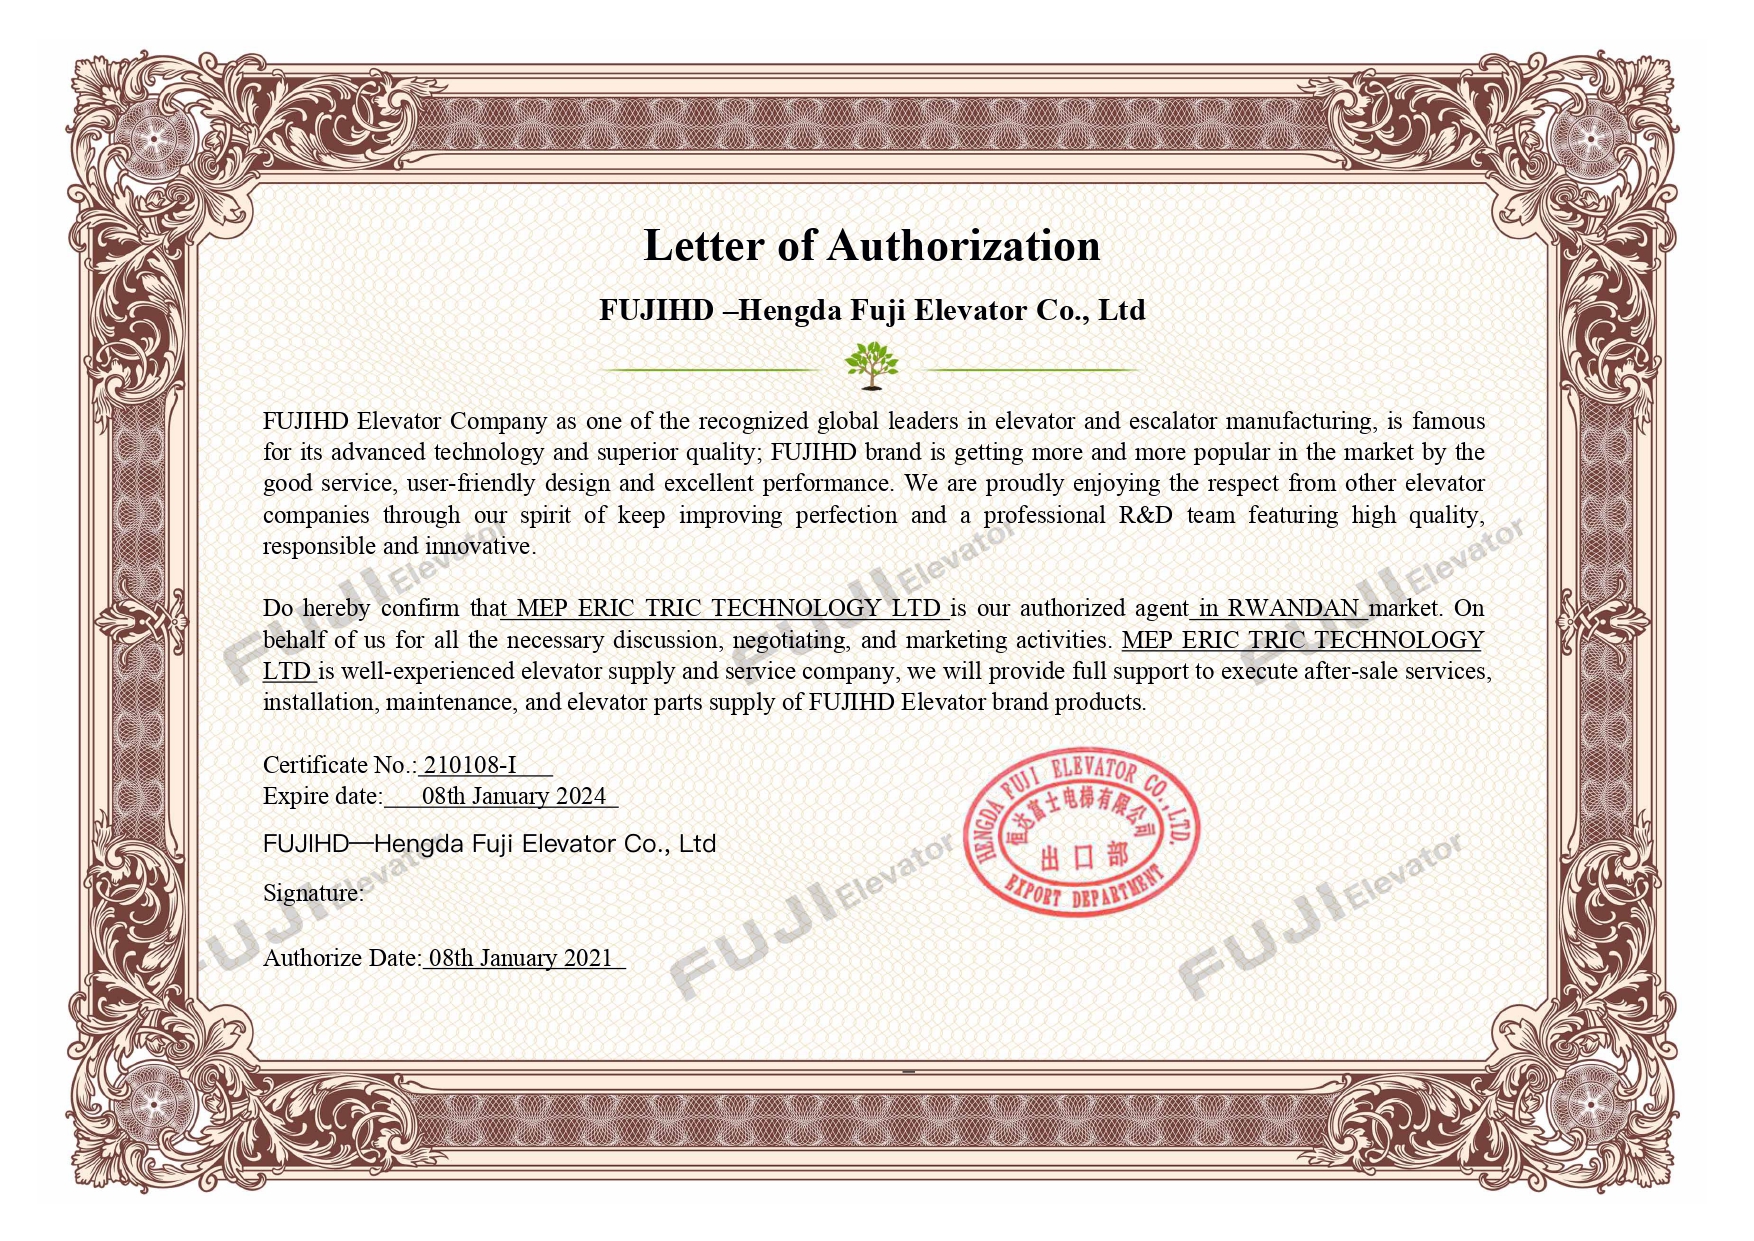 Letter of Authorization
FUJIHD –Hengda Fuji Elevator Co., Ltd
FUJIHD Elevator Company as one of the recognized global leaders in elevator and escalator manufacturing, is famous
for its advanced technology and superior quality; FUJIHD brand is getting more and more popular in the market by the
good service, user-friendly design and excellent performance. We are proudly enjoying the respect from other elevator
companies through our spirit of keep improving perfection and a professional R&D team featuring high quality,
responsible and innovative.
FUJI Elevator
FUJI Elevator
FUJI Elevator
Do hereby confirm that MEP ERIC TRIC TECHNOLOGY LTD is our authorized agent in RWANDAN market. On
behalf of us for all the necessary discussion, negotiating, and marketing activities. MEP ERIC TRIC TECHNOLOGY
LTD is well-experienced elevator supply and service company, we will provide full support to execute after-sale services,
installation, maintenance, and elevator parts supply of FUJIHD Elevator brand products.
Certificate No.: 210108-I
Expire date: 08th January 2024
FUJIHD—Hengda Fuji Elevator Co., Ltd
Signature:
Authorize Date: 08th January 2021
HENGDA FUJI ELEVATOR CO., LTD.
恒达富士电梯有限公司
出口部
EXPORT DEPARTMENT
FUJI Elevator
FUJI Elevator
FUJI Elevator